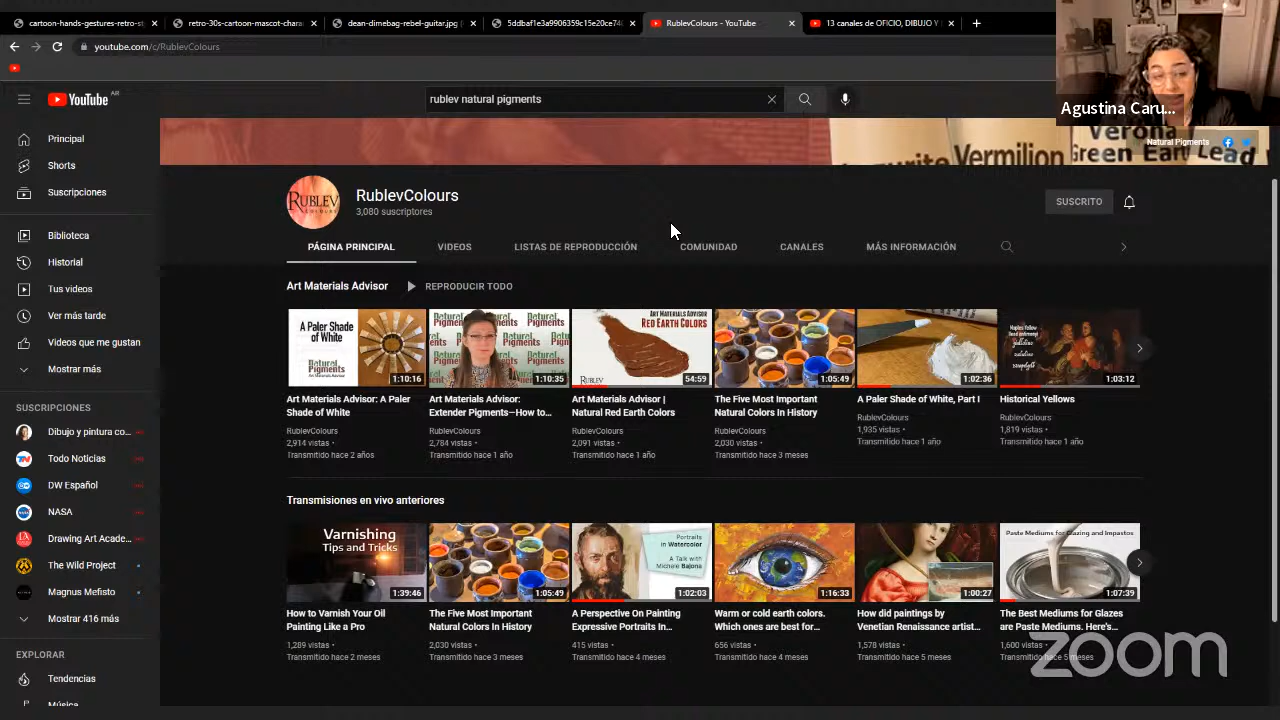 cartoon-hands-gestures-retro-st
retro-30s-cartoon-mascot-chara
dean-dimebag-rebel-guitar.jpg (
5ddbaf1e3a9906359c15e20ce74
RublevColours - YouTube
13 canales de OFICIO, DIBUJO Y
youtube.com/c/RublevColours
YouTube AR
rublev natural pigments
Agustina Caru...
Vermilion
Verona
Green Earth
Lead
Natural Pigments
Principal
Shorts
Suscripciones
Biblioteca
Historial
Tus videos
Ver más tarde
Videos que me gustan
Mostrar más
SUSCRIPCIONES
Dibujo y pintura co...
Todo Noticias
DW Español
NASA
Drawing Art Acade...
The Wild Project
Magnus Mefisto
Mostrar 416 más
EXPLORAR
Tendencias
Música
RUBLEV
COLOURS
RublevColours
3,080 suscriptores
SUSCRITO
PÁGINA PRINCIPAL
VIDEOS
LISTAS DE REPRODUCCIÓN
COMUNIDAD
CANALES
MÁS INFORMACIÓN
Art Materials Advisor
REPRODUCIR TODO
A Paler Shade
of White
Natural
Pigments
Art Materials Advisor
1:10:16
Art Materials Advisor: A Paler
Shade of White
RublevColours
2,914 vistas •
Transmitido hace 2 años
Natural
Pigments
1:10:35
Art Materials Advisor:
Extender Pigments—How to...
RublevColours
2,784 vistas •
Transmitido hace 1 año
ART MATERIALS ADVISOR
RED EARTH COLORS
RUBLEV
54:59
Art Materials Advisor |
Natural Red Earth Colors
RublevColours
2,091 vistas •
Transmitido hace 1 año
1:05:49
The Five Most Important
Natural Colors In History
RublevColours
2,030 vistas •
Transmitido hace 3 meses
1:02:36
A Paler Shade of White, Part I
RublevColours
1,935 vistas •
Transmitido hace 1 año
Naples Yellow
1:03:12
Historical Yellows
RublevColours
1,819 vistas •
Transmitido hace 1 año
Transmisiones en vivo anteriores
Varnishing
Tips and Tricks
1:39:46
How to Varnish Your Oil
Painting Like a Pro
1,289 vistas •
Transmitido hace 2 meses
1:05:49
The Five Most Important
Natural Colors In History
2,030 vistas •
Transmitido hace 3 meses
Portraits
in Watercolor
A Talk with
Michele Bajona
1:02:03
A Perspective On Painting
Expressive Portraits In...
415 vistas •
Transmitido hace 4 meses
1:16:33
Warm or cold earth colors.
Which ones are best for...
656 vistas •
Transmitido hace 4 meses
1:00:27
How did paintings by
Venetian Renaissance artist...
1,578 vistas •
Transmitido hace 5 meses
Paste Mediums for Glazing and Impastos
1:07:39
The Best Mediums for Glazes
are Paste Mediums. Here's...
1,600 vistas •
Transmitido hace 5 meses
zoom